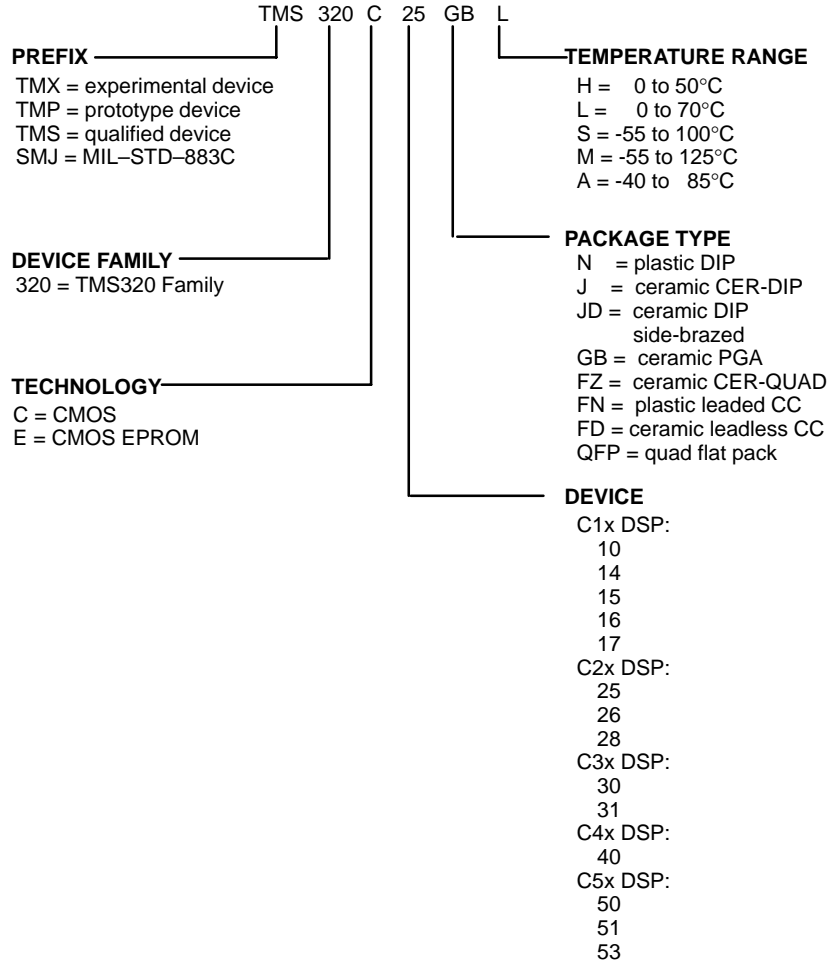 TMS 320 C 25 GB L
PREFIX
TMX = experimental device
TMP = prototype device
TMS = qualified device
SMJ = MIL–STD–883C
DEVICE FAMILY
320 = TMS320 Family
TECHNOLOGY
C = CMOS
E = CMOS EPROM
TEMPERATURE RANGE
H = 0 to 50°C
L = 0 to 70°C
S = -55 to 100°C
M = -55 to 125°C
A = -40 to 85°C
PACKAGE TYPE
N = plastic DIP
J = ceramic CER-DIP
JD = ceramic DIP
side-brazed
GB = ceramic PGA
FZ = ceramic CER-QUAD
FN = plastic leaded CC
FD = ceramic leadless CC
QFP = quad flat pack
DEVICE
C1x DSP:
10
14
15
16
17
C2x DSP:
25
26
28
C3x DSP:
30
31
C4x DSP:
40
C5x DSP:
50
51
53